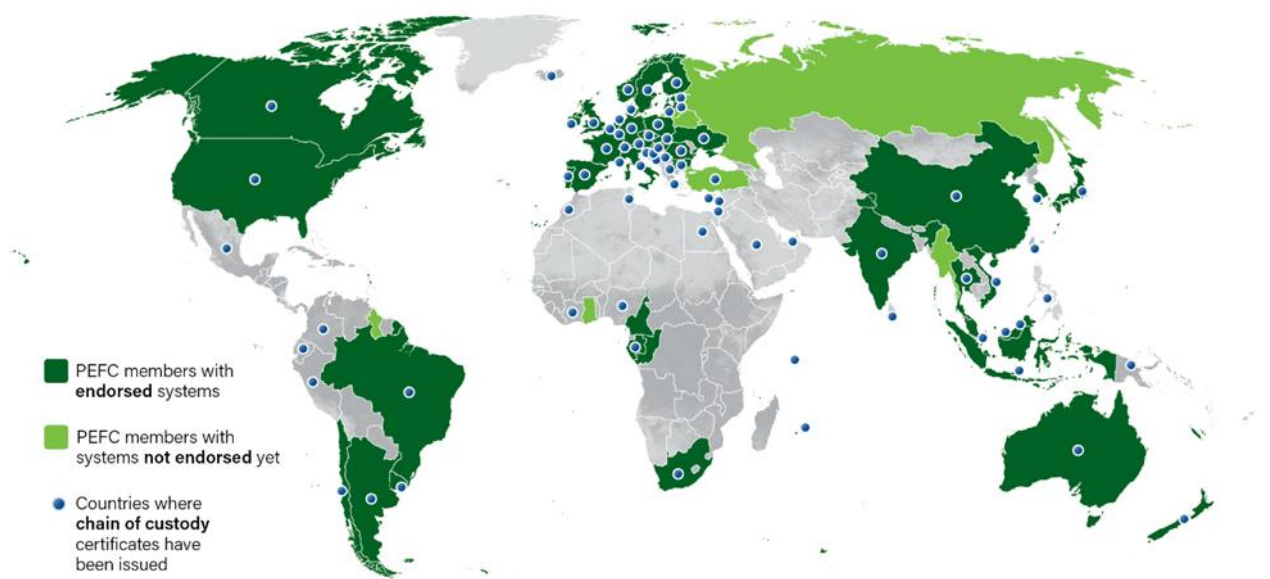 PEFC members with
endorsed systems
PEFC members with
systems not endorsed yet
Countries where
chain of custody
certificates have
been issued